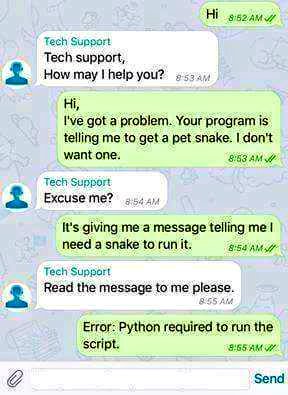 Hi 8:52 AM
Tech Support
Tech support,
How may I help you? 8:53 AM
Hi,
I've got a problem. Your program is
telling me to get a pet snake. I don't
want one. 8:53 AM
Tech Support
Excuse me? 8:54 AM
It's giving me a message telling me I
need a snake to run it. 8:54 AM
Tech Support
Read the message to me please.
8:55 AM
Error: Python required to run the
script. 8:55 AM
Send